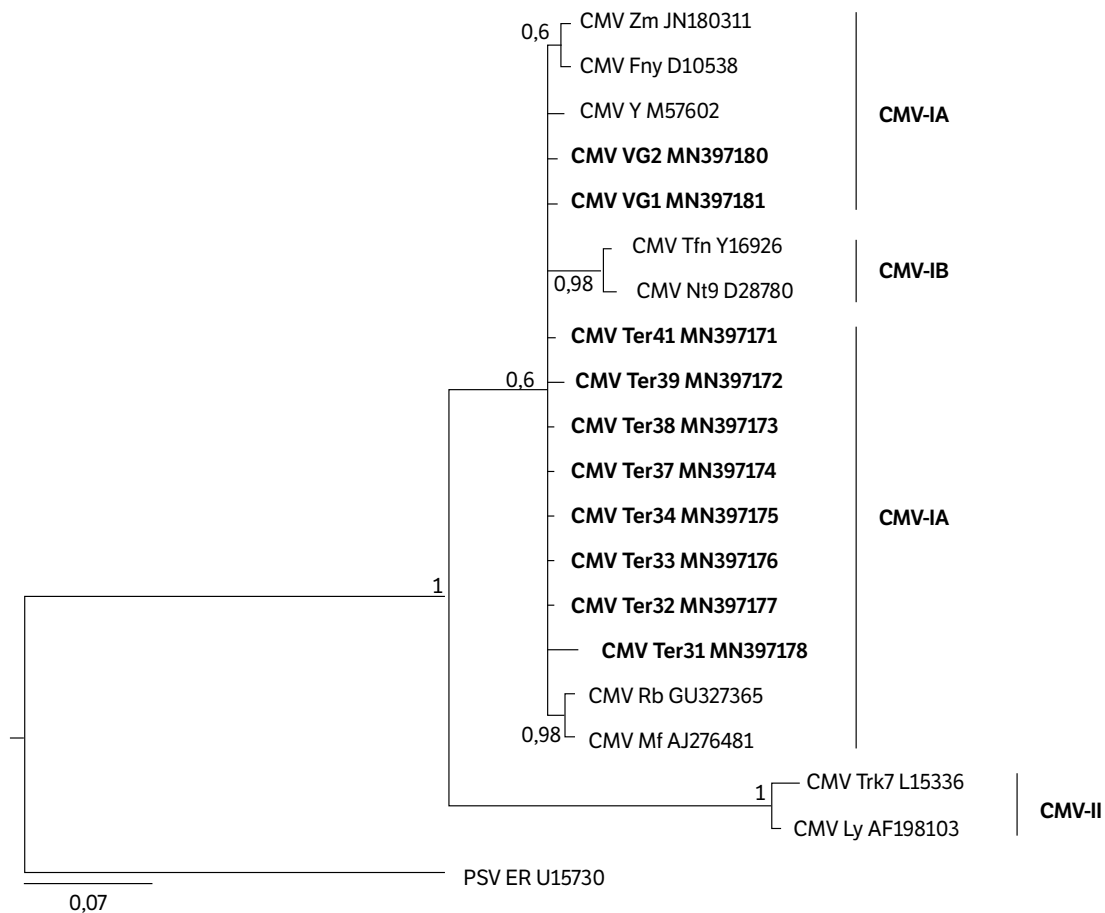 0,6
CMV Zm JN180311
CMV Fny D10538
CMV Y M57602
CMV VG2 MN397180
CMV VG1 MN397181
CMV-IA
CMV Tfn Y16926
0,98
CMV Nt9 D28780
CMV-IB
CMV Ter41 MN397171
0,6
CMV Ter39 MN397172
CMV Ter38 MN397173
CMV Ter37 MN397174
CMV Ter34 MN397175
CMV Ter33 MN397176
CMV Ter32 MN397177
CMV Ter31 MN397178
CMV Rb GU327365
0,98
CMV Mf AJ276481
CMV-IA
1
1
CMV Trk7 L15336
CMV Ly AF198103
CMV-II
PSV ER U15730
0,07